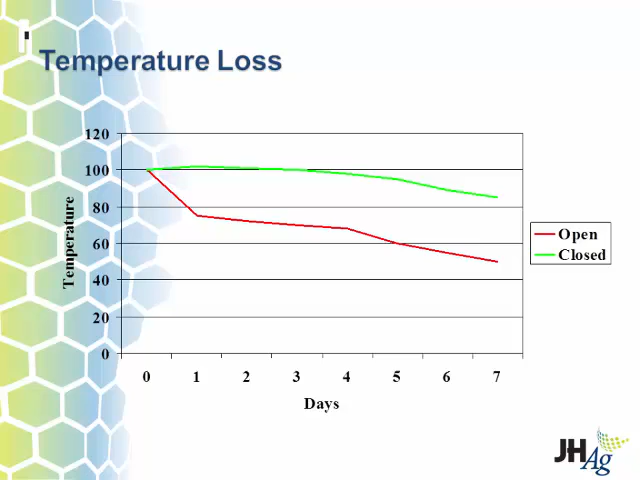 Temperature Loss
120
100
80
60
40
20
0
Temperature
0 1 2 3 4 5 6 7
Days
Open
Closed
JHAg